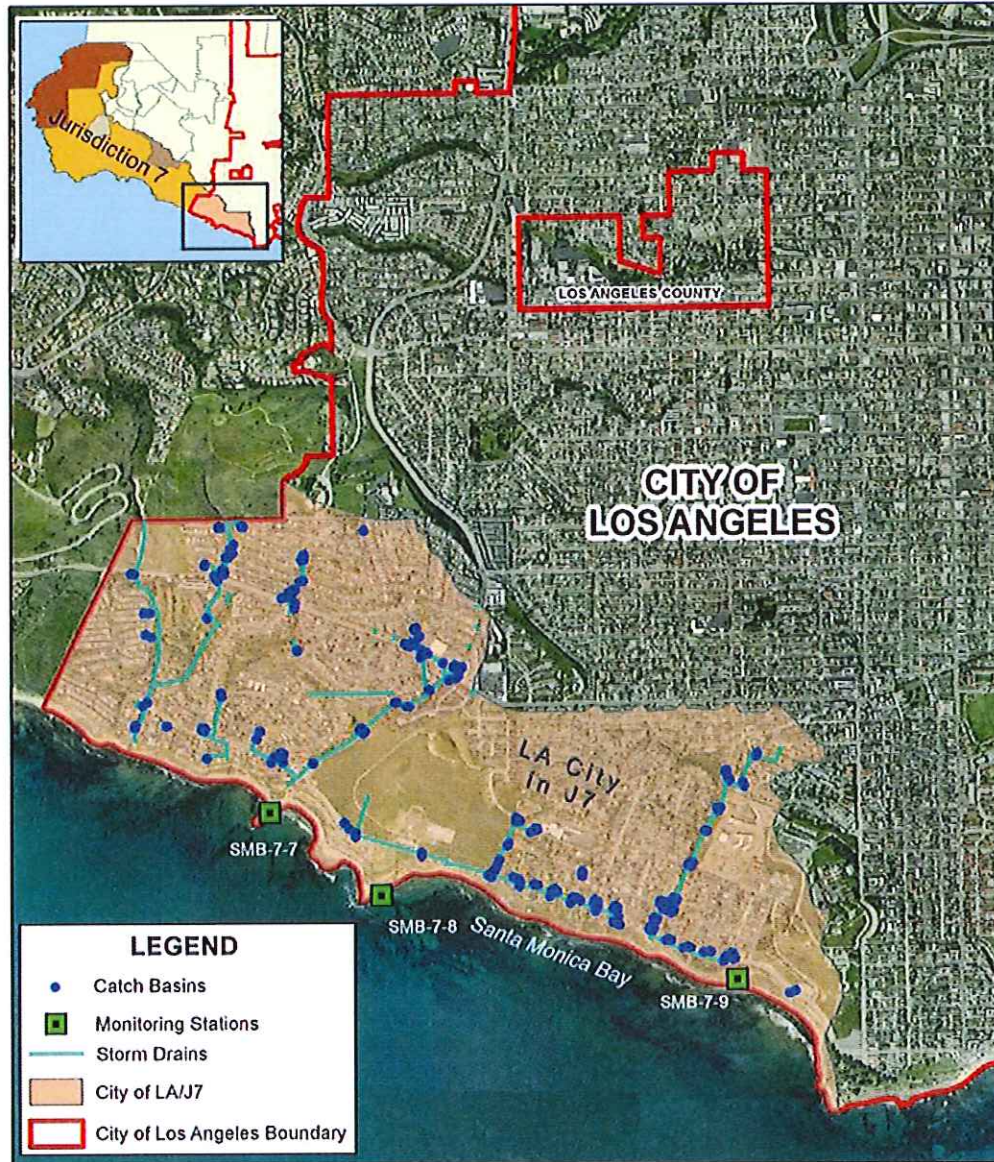 Jurisdiction 7
LOS ANGELES COUNTY
CITY OF
LOS ANGELES
LA City
in J7
SMB-7-7
SMB-7-8
Santa Monica Bay
SMB-7-9
LEGEND
Catch Basins
Monitoring Stations
Storm Drains
City of LA/J7
City of Los Angeles Boundary